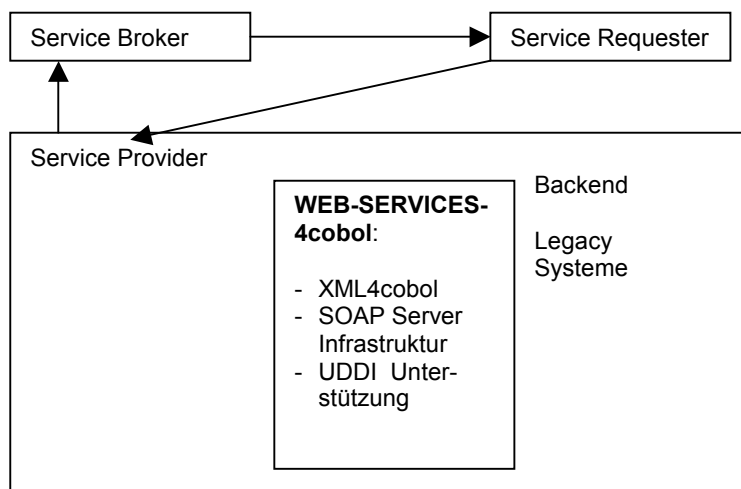 Service Broker
Service Requester
Service Provider
WEB-SERVICES-
4cobol:
- XML4cobol
- SOAP Server
Infrastruktur
- UDDI Unter-
stützung
Backend
Legacy
Systeme